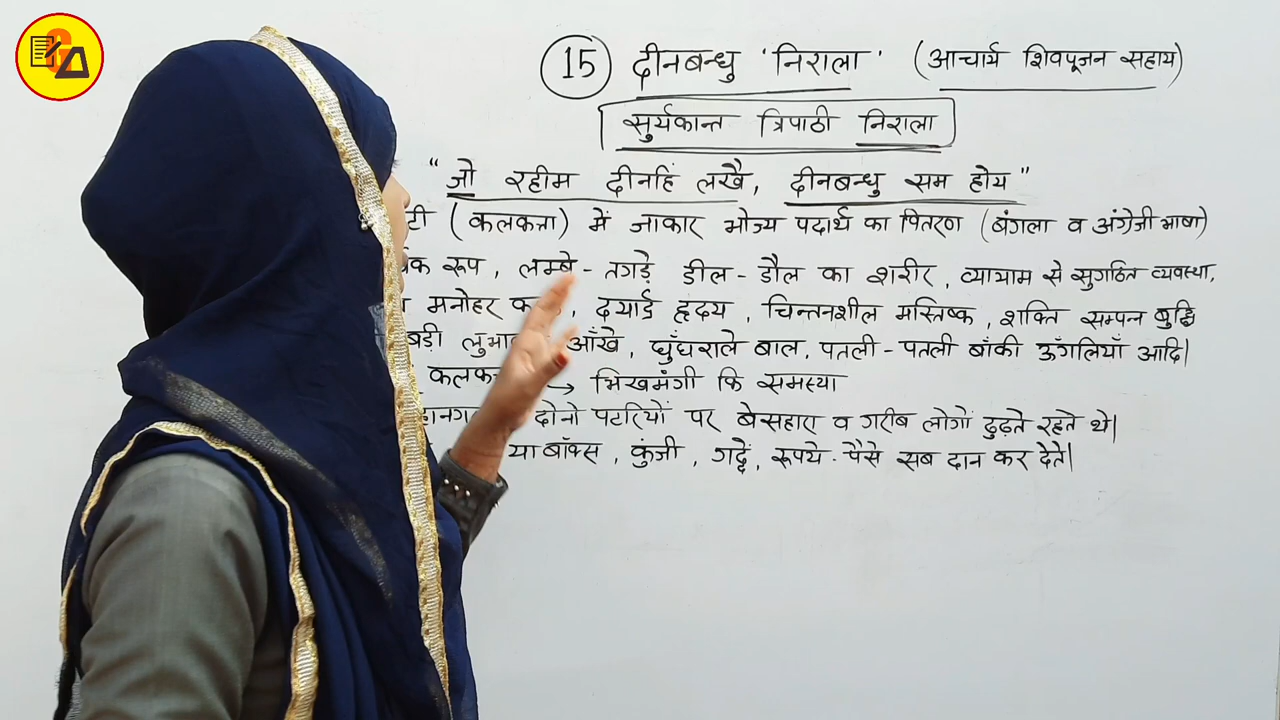 15 दीनबन्धु 'निराला' (आचार्य शिवपूजन सहाय)
सुर्यकान्त त्रिपाठी निराला
"जो रहीम दीनहिं लखै, दीनबन्धु सम होय"
(कलकत्ता) में जाकार भोज्य पदार्थ का वितरण (बंगला व अंग्रेजी भाषा)
रूप, लम्बे - तगड़े डील - डौल का शरीर, व्यायाम से सुगठित व्यवस्था,
मनोहर, दयार्द्र हृदय, चिन्तनशील मस्तिष्क, शक्ति सम्पन बुद्धि
बड़ी आँखे, घुँघराले बाल, पतली - पतली बाँकी ऊँगलियाँ आदि।
→ भिखमंगी कि समस्या
दोनो पटरियों पर बेसहारा व गरीब लोगों ढुढ़ते रहते थे।
या बॉक्स, कुंजी, गद्दे, रूपये - पैसे सब दान कर देते।